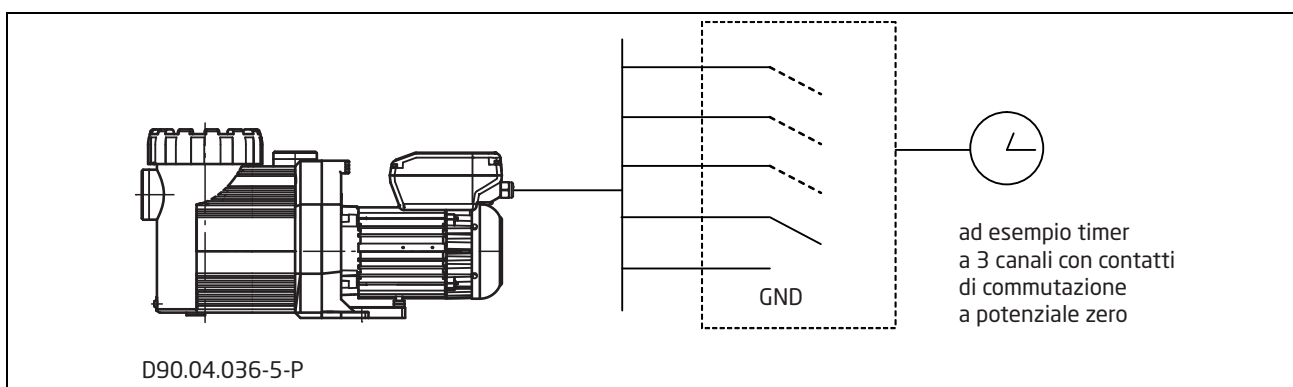 GND
ad esempio timer
a 3 canali con contatti
di commutazione
a potenziale zero
D90.04.036-5-P